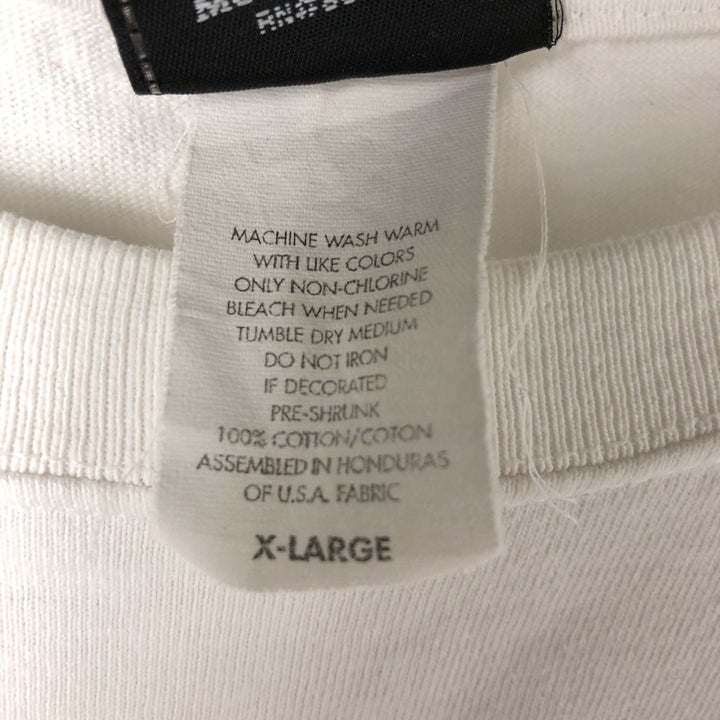 RN#
MACHINE WASH WARM
WITH LIKE COLORS
ONLY NON-CHLORINE
BLEACH WHEN NEEDED
TUMBLE DRY MEDIUM
DO NOT IRON
IF DECORATED
PRE-SHRUNK
100% COTTON/COTON
ASSEMBLED IN HONDURAS
OF U.S.A. FABRIC
X-LARGE